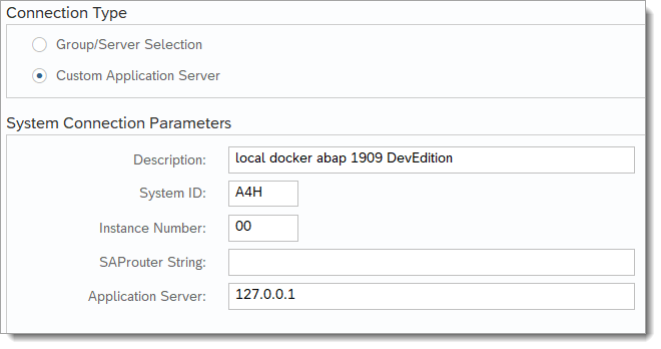 Connection Type
Group/Server Selection
Custom Application Server
System Connection Parameters
Description: local docker abap 1909 DevEdition
System ID: A4H
Instance Number: 00
SAProuter String:
Application Server: 127.0.0.1